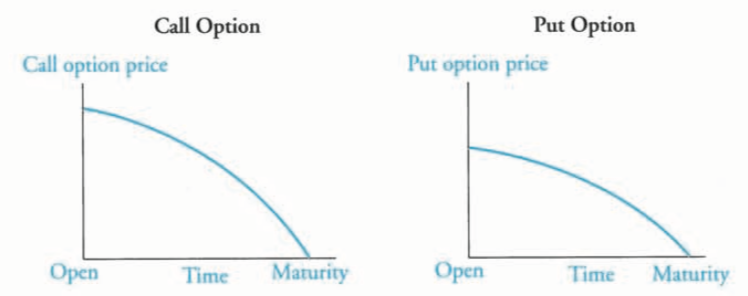 Call Option
Call option price
Open
Time
Maturity
Put Option
Put option price
Open
Time
Maturity